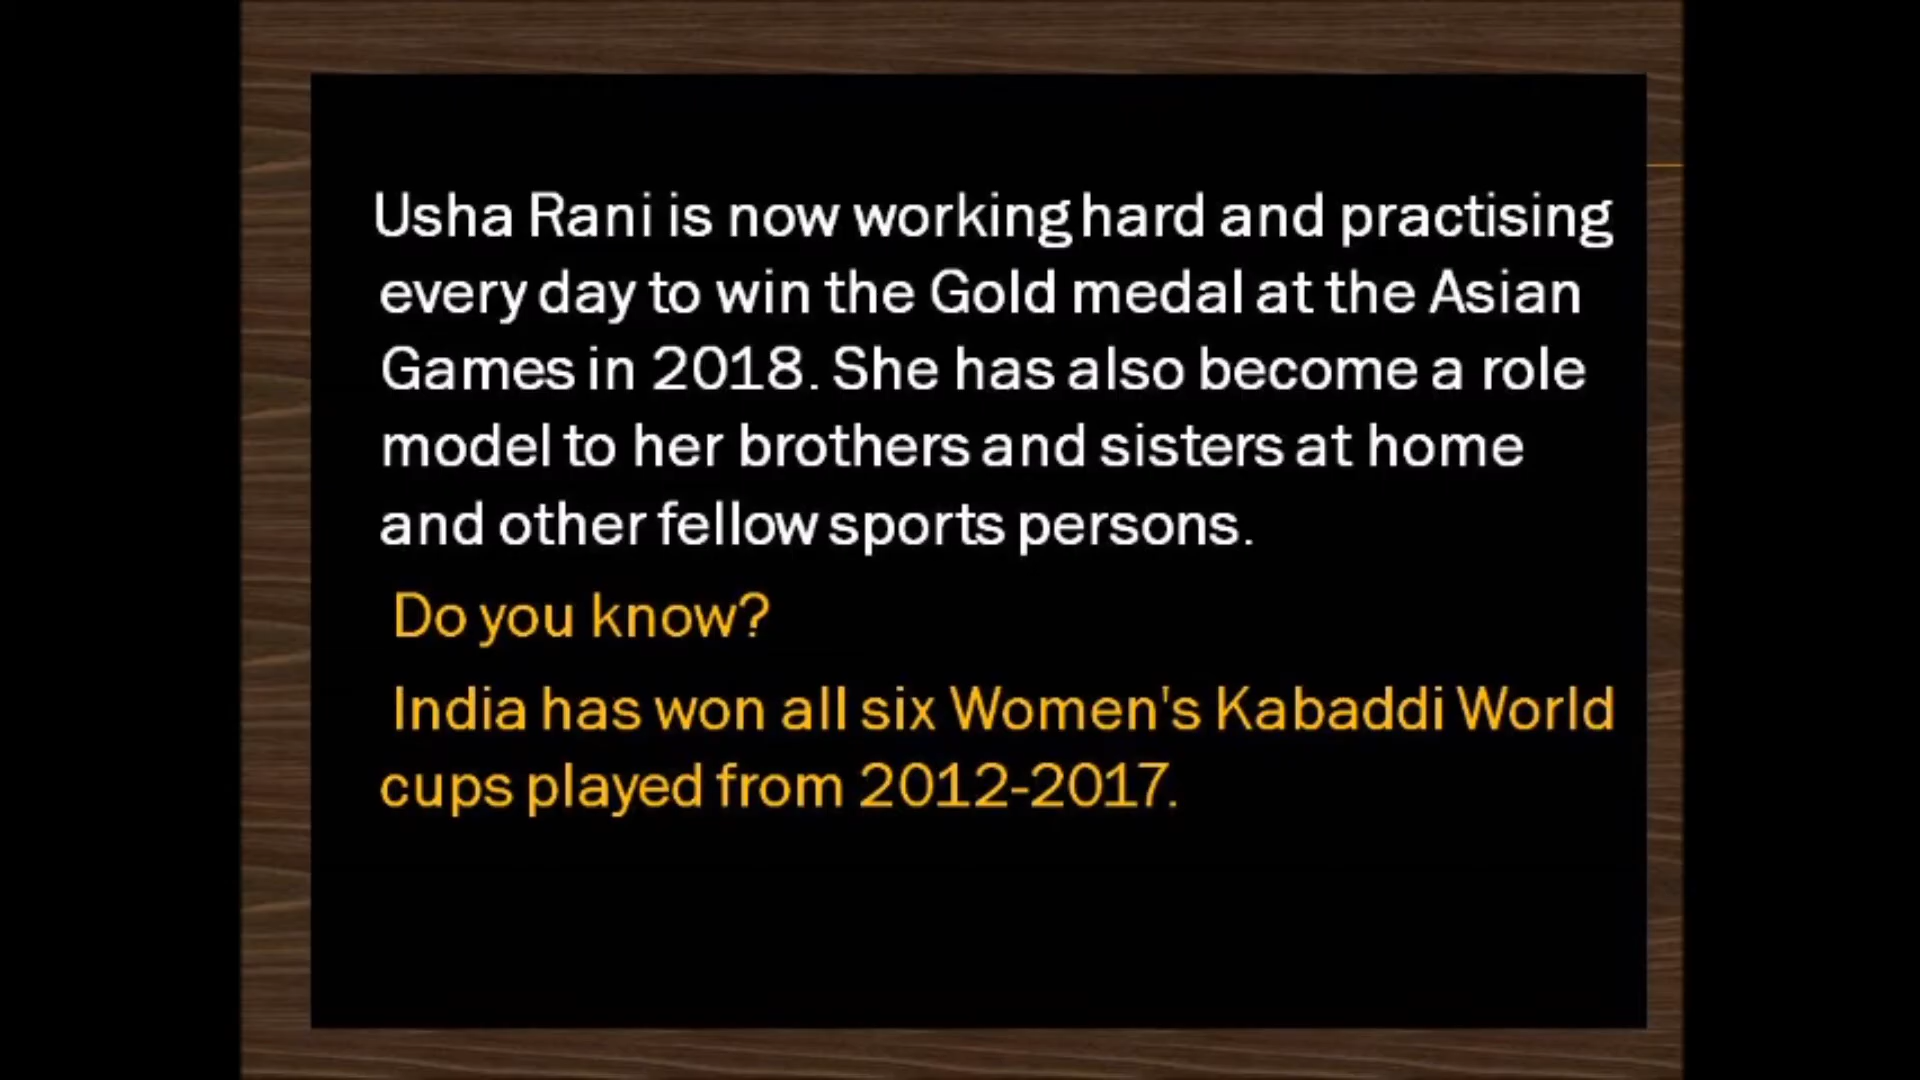 Usha Rani is now working hard and practising
every day to win the Gold medal at the Asian
Games in 2018. She has also become a role
model to her brothers and sisters at home
and other fellow sports persons.
Do you know?
India has won all six Women's Kabaddi World
cups played from 2012-2017.